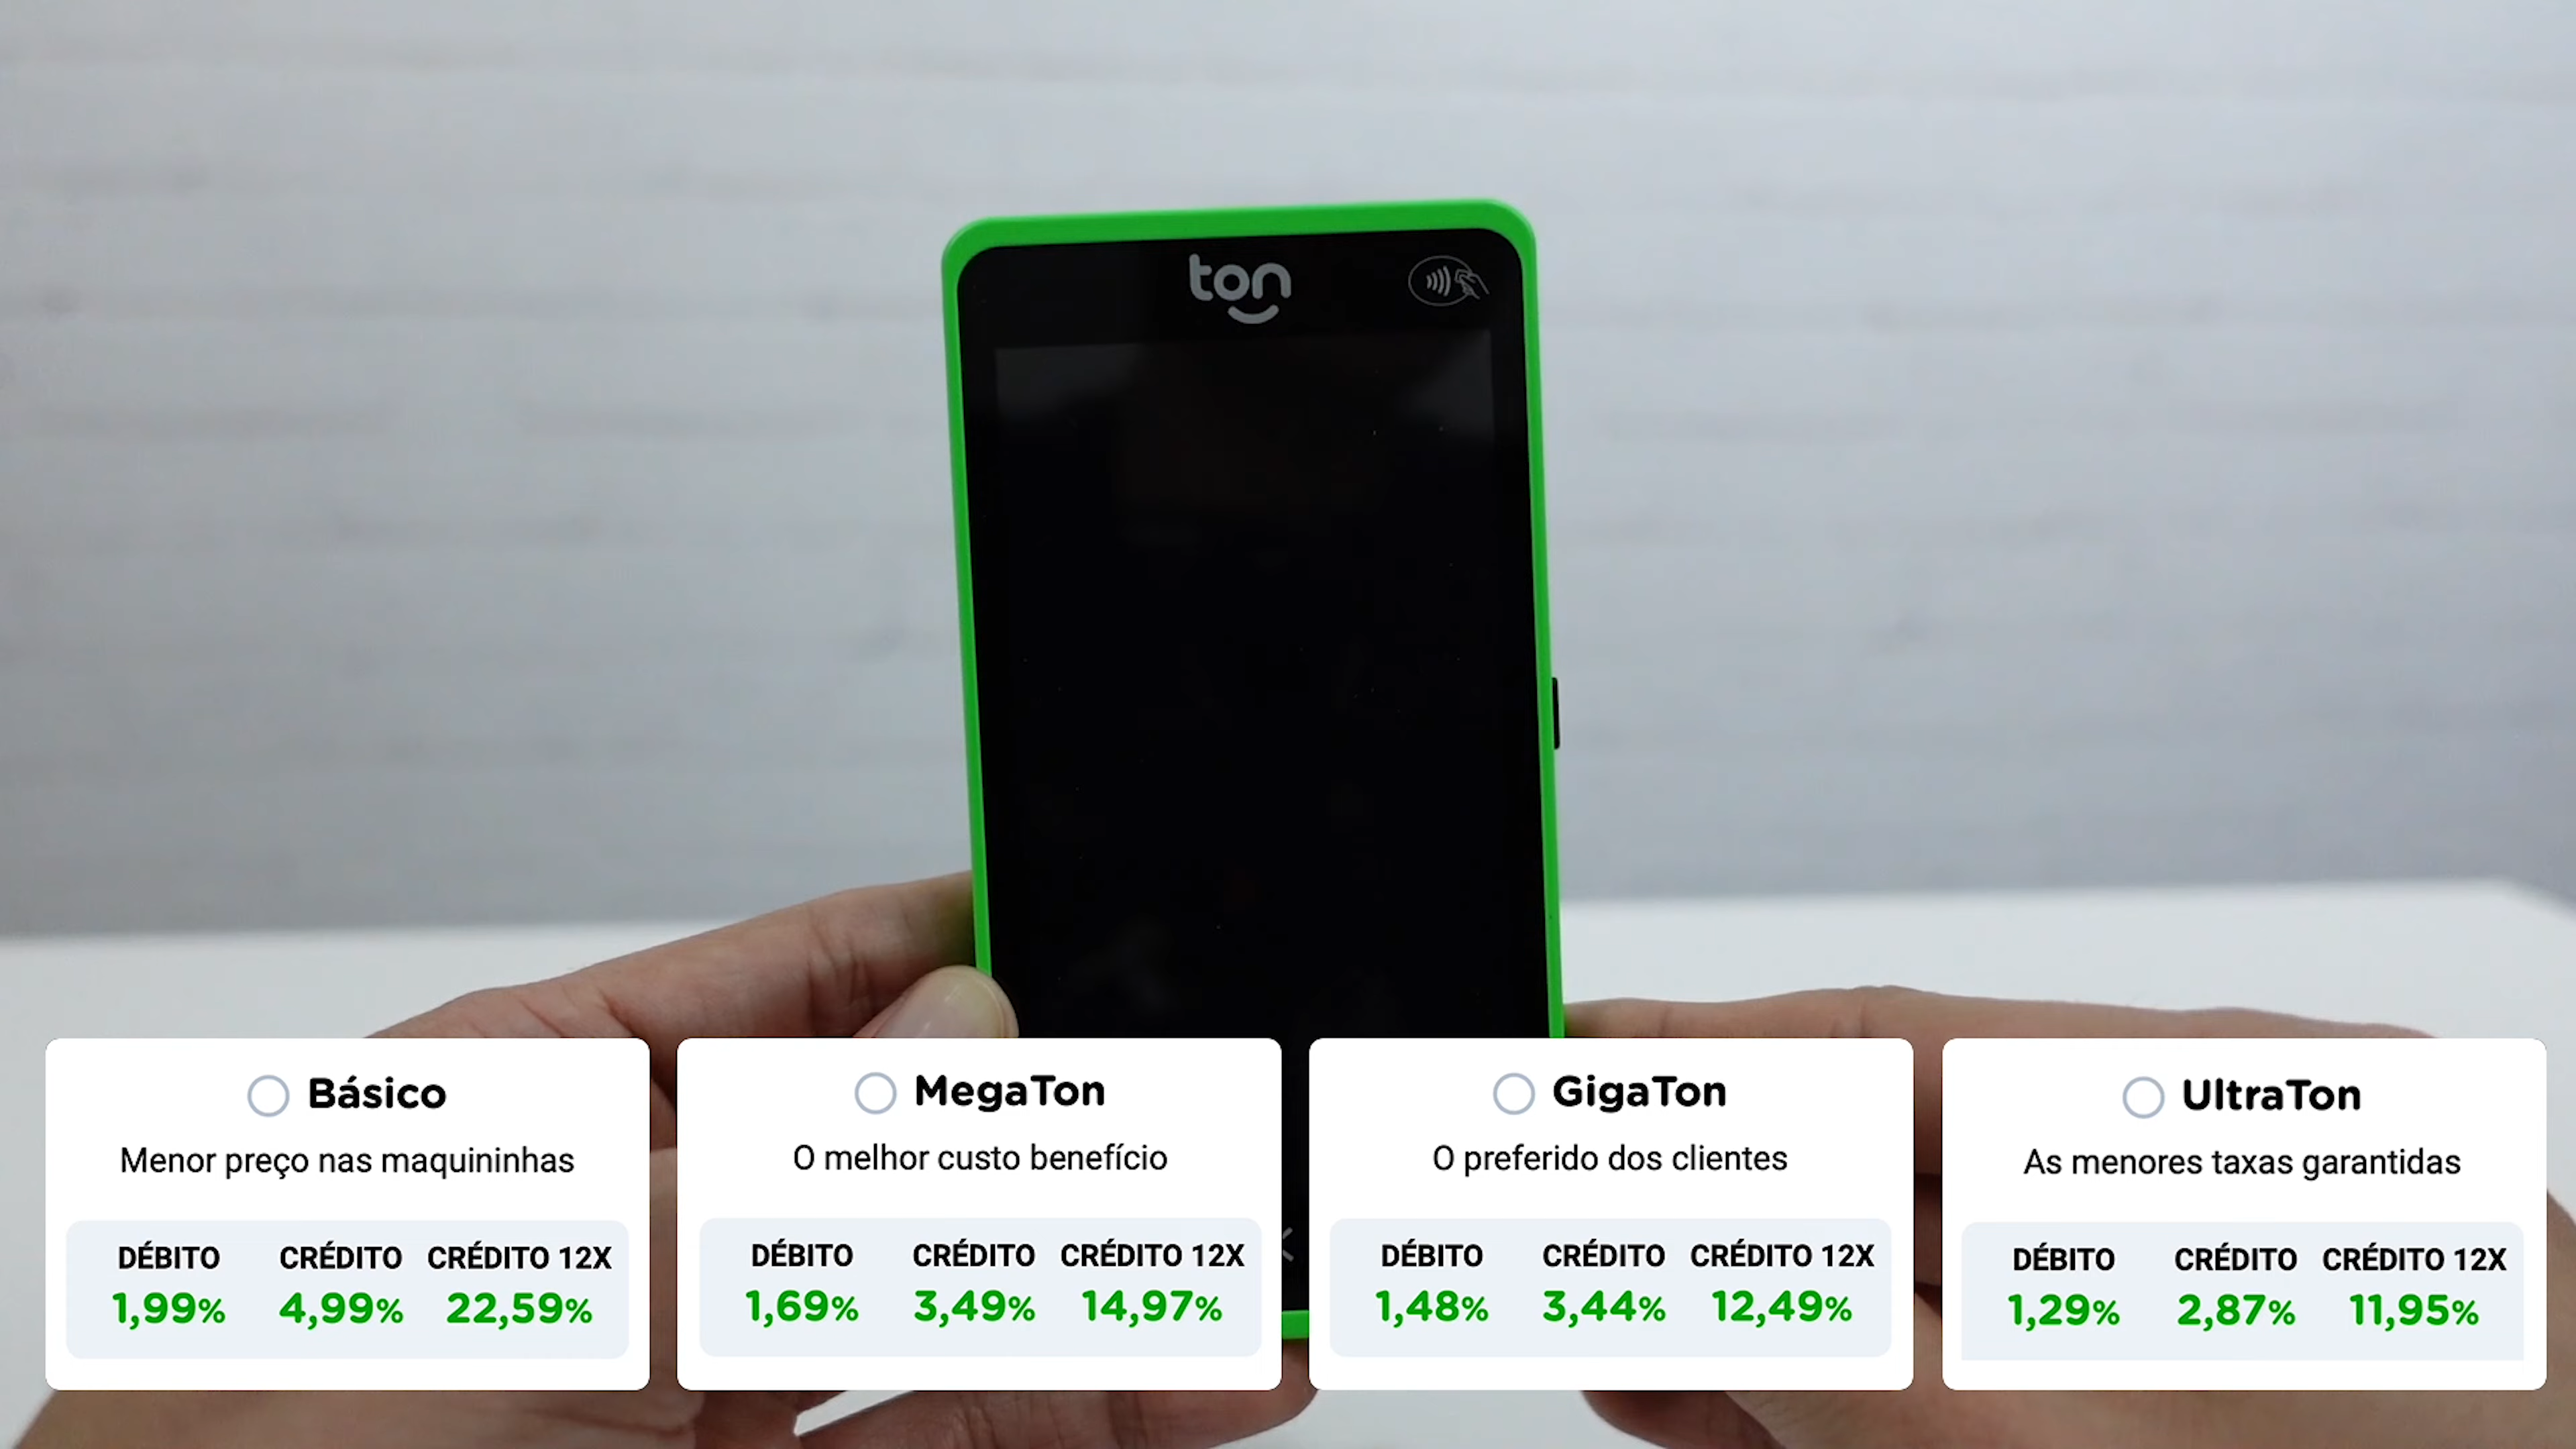 ton
Básico
Menor preço nas maquininhas
DÉBITO CRÉDITO CRÉDITO 12X
1,99% 4,99% 22,59%
MegaTon
O melhor custo benefício
DÉBITO CRÉDITO CRÉDITO 12X
1,69% 3,49% 14,97%
GigaTon
O preferido dos clientes
DÉBITO CRÉDITO CRÉDITO 12X
1,48% 3,44% 12,49%
UltraTon
As menores taxas garantidas
DÉBITO CRÉDITO CRÉDITO 12X
1,29% 2,87% 11,95%